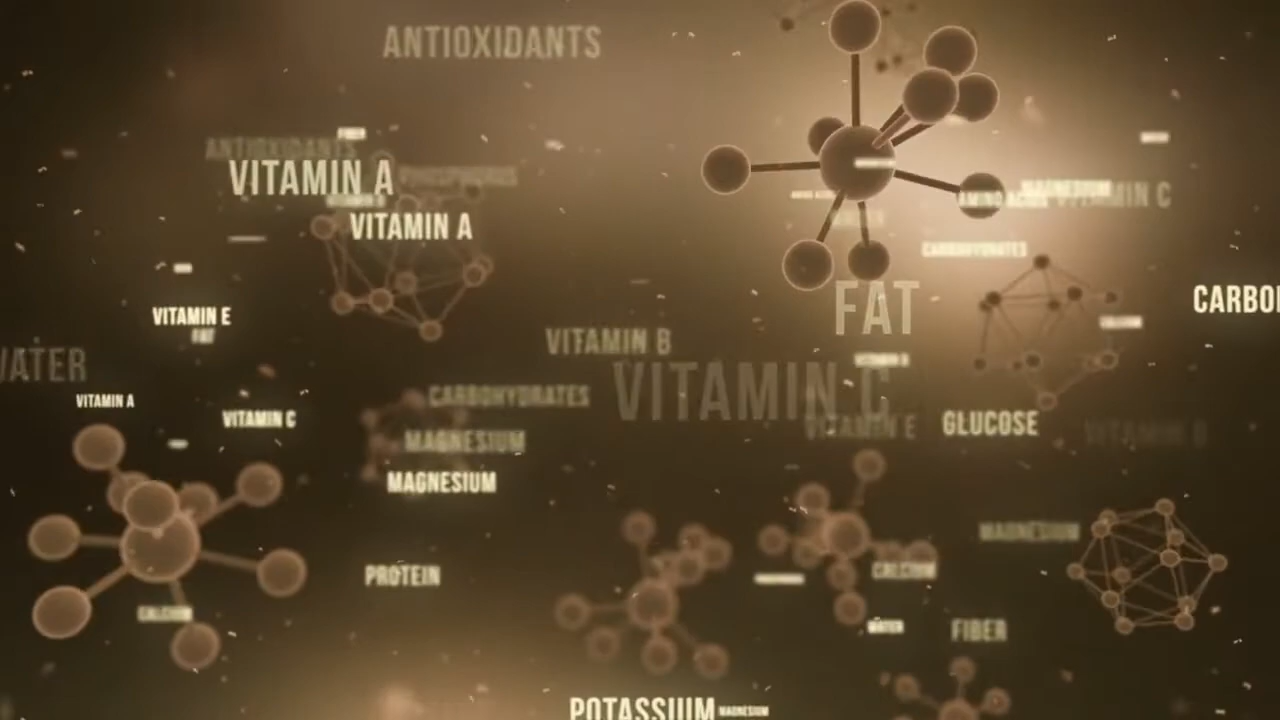 ANTIOXIDANTS
FIBER
ANTIOXIDANTS
VITAMIN A
PHOSPHORUS
MAGNESIUM
VITAMIN C
AMINO ACIDS
VITAMIN A
CARBOHYDRATES
FAT
CARBO
VITAMIN E
FAT
VITAMIN B
WATER
VITAMIN C
CARBOHYDRATES
VITAMIN A
VITAMIN C
VITAMIN E
GLUCOSE
MAGNESIUM
MAGNESIUM
MAGNESIUM
PROTEIN
CALCIUM
CALCIUM
WATER
FIBER
POTASSIUM
MAGNESIUM